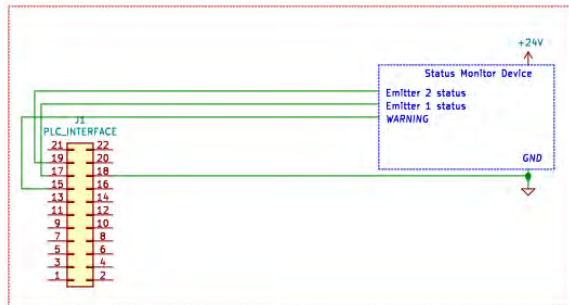 +24V
Status Monitor Device
Emitter 2 status
Emitter 1 status
WARNING
GND
J1
PLC_INTERFACE
21 22
19 20
17 18
15 16
13 14
11 12
9 10
7 8
5 6
3 4
1 2